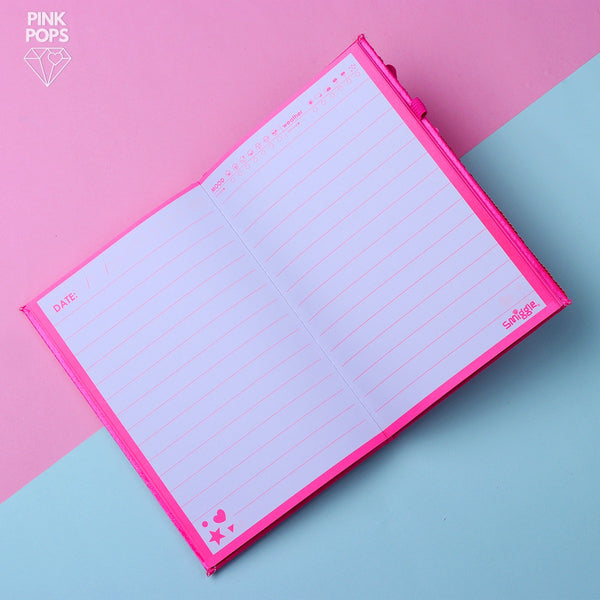 PINK
POPS
DATE: / /
MOOD
weather
smiggle